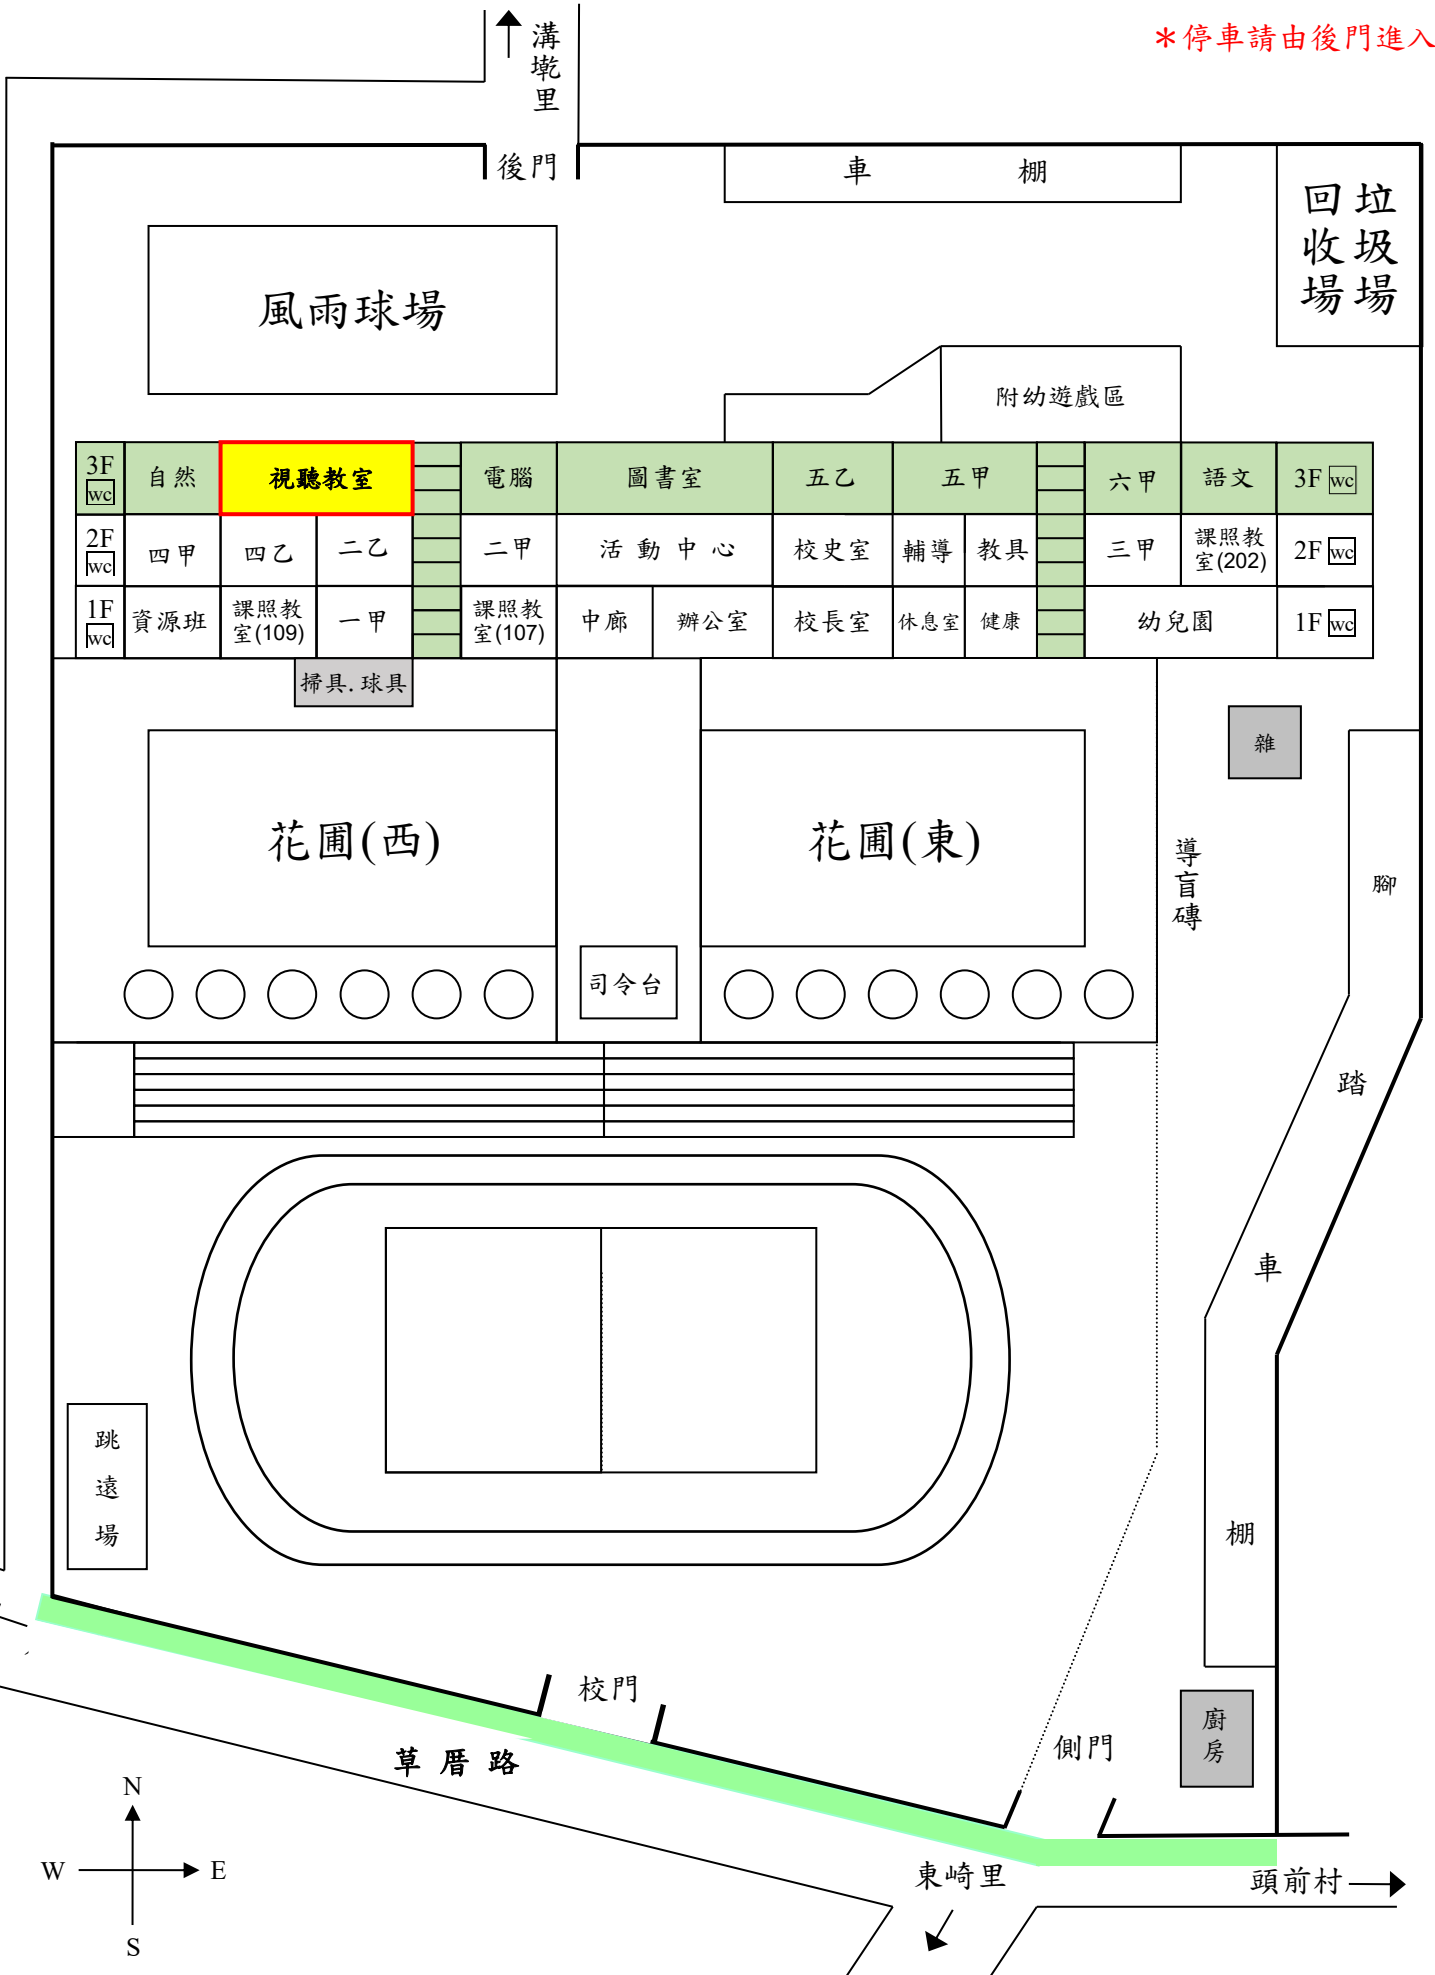 *停車請由後門進入
溝墘里
後門
車 棚
垃圾場
回收場
風雨球場
附幼遊戲區
3F wc 自然 視聽教室 電腦 圖書室 五乙 五甲 六甲 語文 3F wc
2F wc 四甲 四乙 二乙 二甲 活動中心 校史室 輔導 教具 三甲 課照教室(202) 2F wc
1F wc 資源班 課照教室(109) 一甲 課照教室(107) 中廊 辦公室 校長室 休息室 健康 幼兒園 1F wc
掃具.球具
雜
花圃(西)
花圃(東)
導盲磚
腳踏車棚
司令台
跳遠場
校門
側門
廚房
草厝路
N
W E
S
東崎里
頭前村